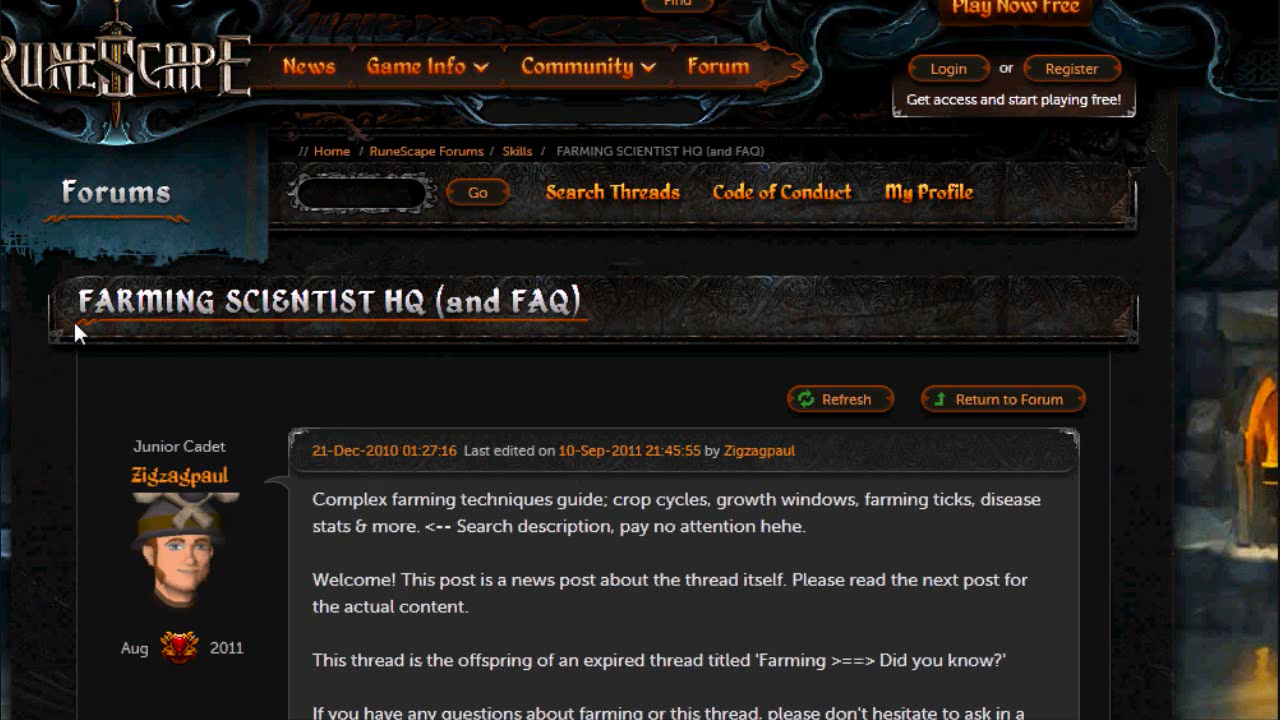 Find
Play Now Free
RUNESCAPE
News Game Info Community Forum
Login or Register
Get access and start playing free!
// Home / RuneScape Forums / Skills / FARMING SCIENTIST HQ (and FAQ)
Forums
Go Search Threads Code of Conduct My Profile
FARMING SCIENTIST HQ (and FAQ)
Refresh Return to Forum
Junior Cadet
Zigzagpaul
Aug 2011
21-Dec-2010 01:27:16 Last edited on 10-Sep-2011 21:45:55 by Zigzagpaul
Complex farming techniques guide; crop cycles, growth windows, farming ticks, disease
stats & more. <-- Search description, pay no attention hehe.
Welcome! This post is a news post about the thread itself. Please read the next post for
the actual content.
This thread is the offspring of an expired thread titled 'Farming >==> Did you know?'
If you have any questions about farming or this thread, please don't hesitate to ask in a